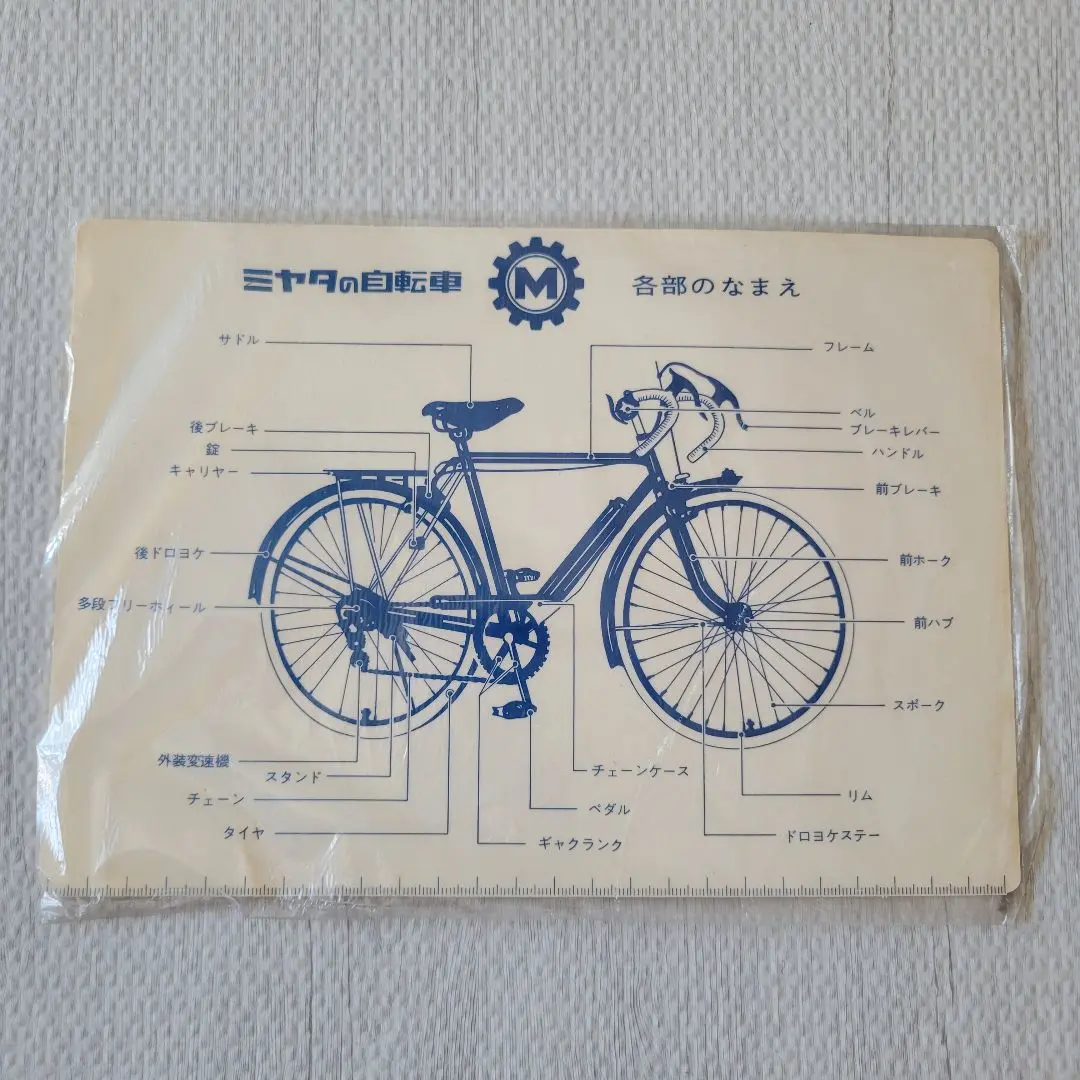 ミヤタの自転車
M
各部のなまえ
サドル
フレーム
後ブレーキ
錠
キャリヤー
ベル
ブレーキレバー
ハンドル
前ブレーキ
後ドロヨケ
前ホーク
多段フリーホィール
前ハブ
スポーク
外装変速機
スタンド
チェーン
タイヤ
チェーンケース
ペダル
ギャクランク
リム
ドロヨケステー